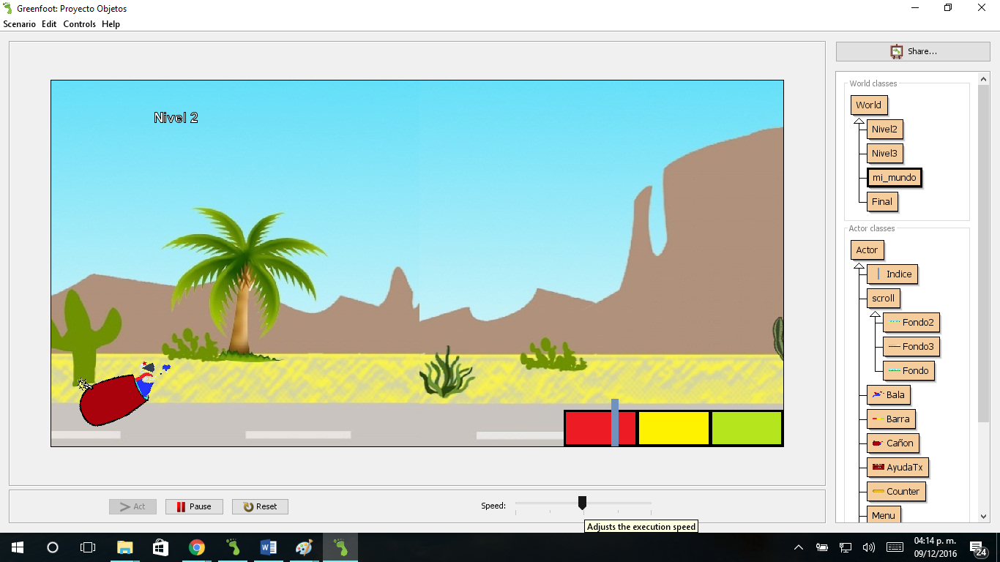 Greenfoot: Proyecto Objetos
Scenario Edit Controls Help
Share...
World classes
World
Nivel2
Nivel3
mi_mundo
Final
Actor classes
Actor
Indice
scroll
Fondo2
Fondo3
Fondo
Bala
Barra
Cañon
AyudaTx
Counter
Menu
Nivel 2
Act
Pause
Reset
Speed:
Adjusts the execution speed
04:14 p. m.
09/12/2016
24